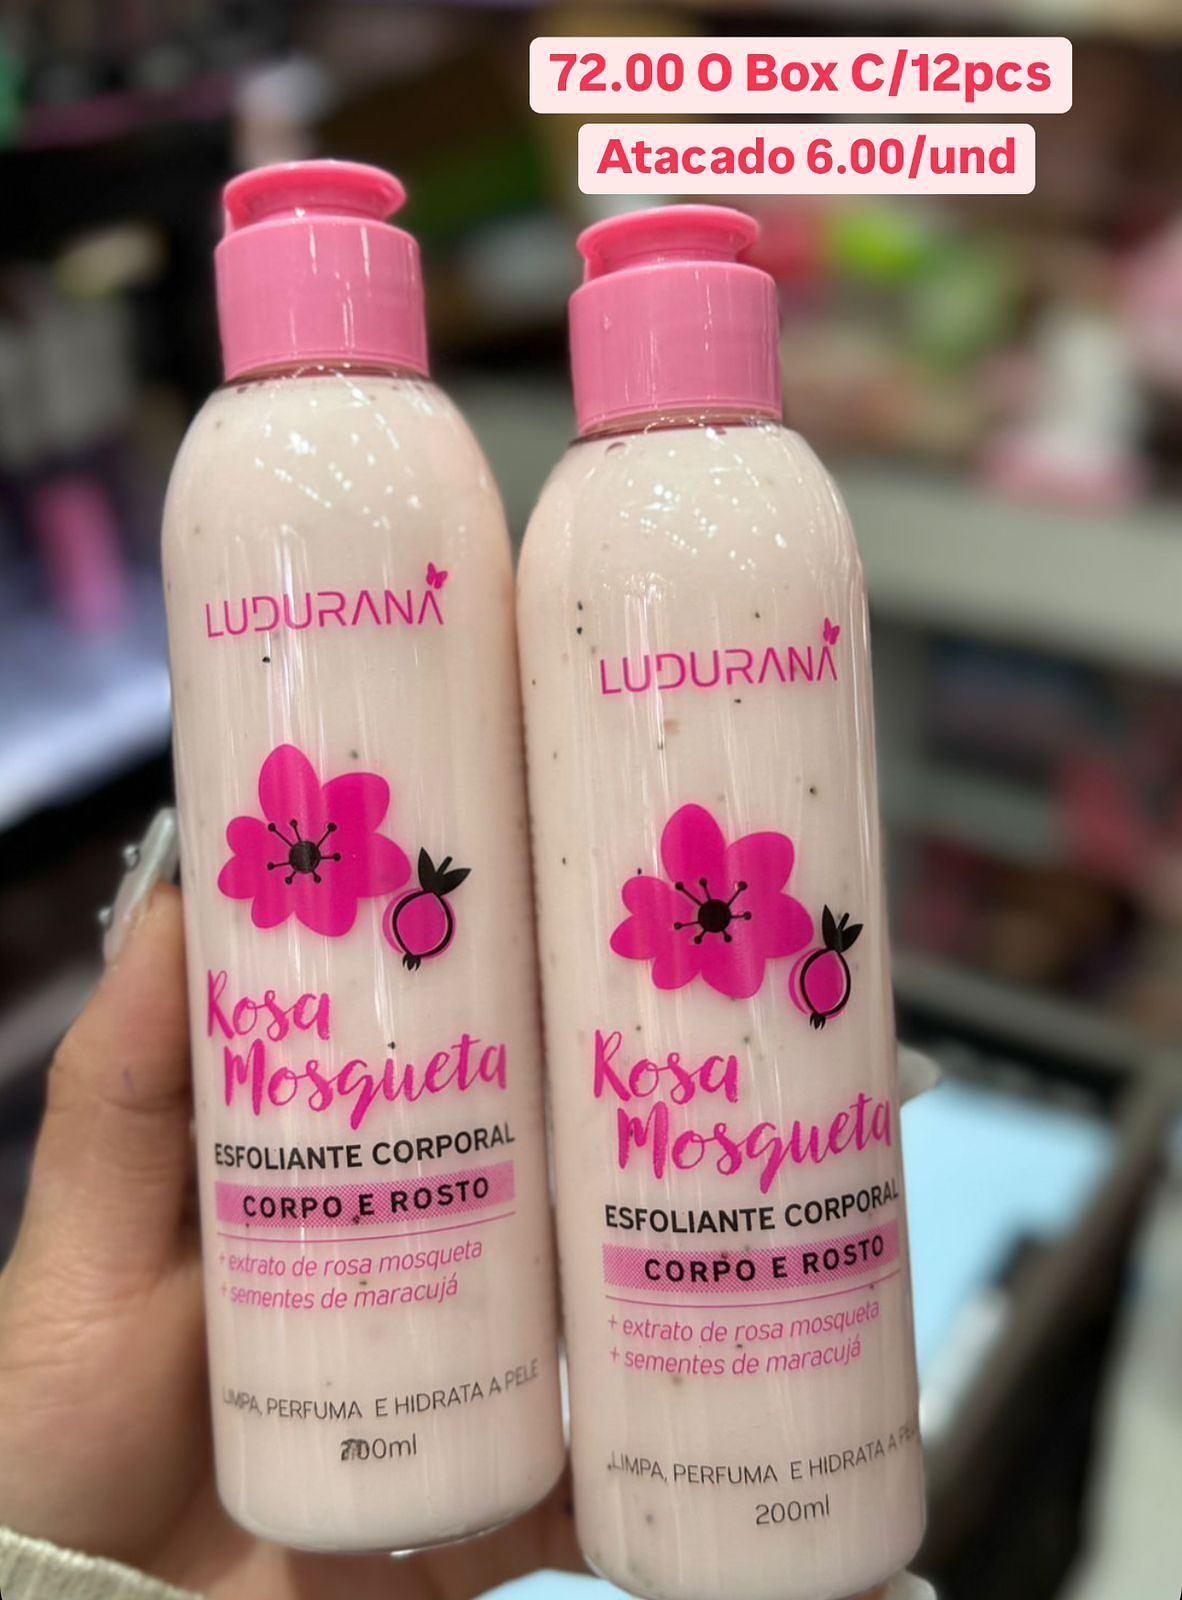 72.00 O Box C/12pcs
Atacado 6.00/und
LUDURANA
Rosa
Mosqueta
ESFOLIANTE CORPORAL
CORPO E ROSTO
+ extrato de rosa mosqueta
+ sementes de maracujá
LIMPA, PERFUMA E HIDRATA A PELE
200ml
LUDURANA
Rosa
Mosqueta
ESFOLIANTE CORPORAL
CORPO E ROSTO
+ extrato de rosa mosqueta
+ sementes de maracujá
LIMPA, PERFUMA E HIDRATA A
200ml